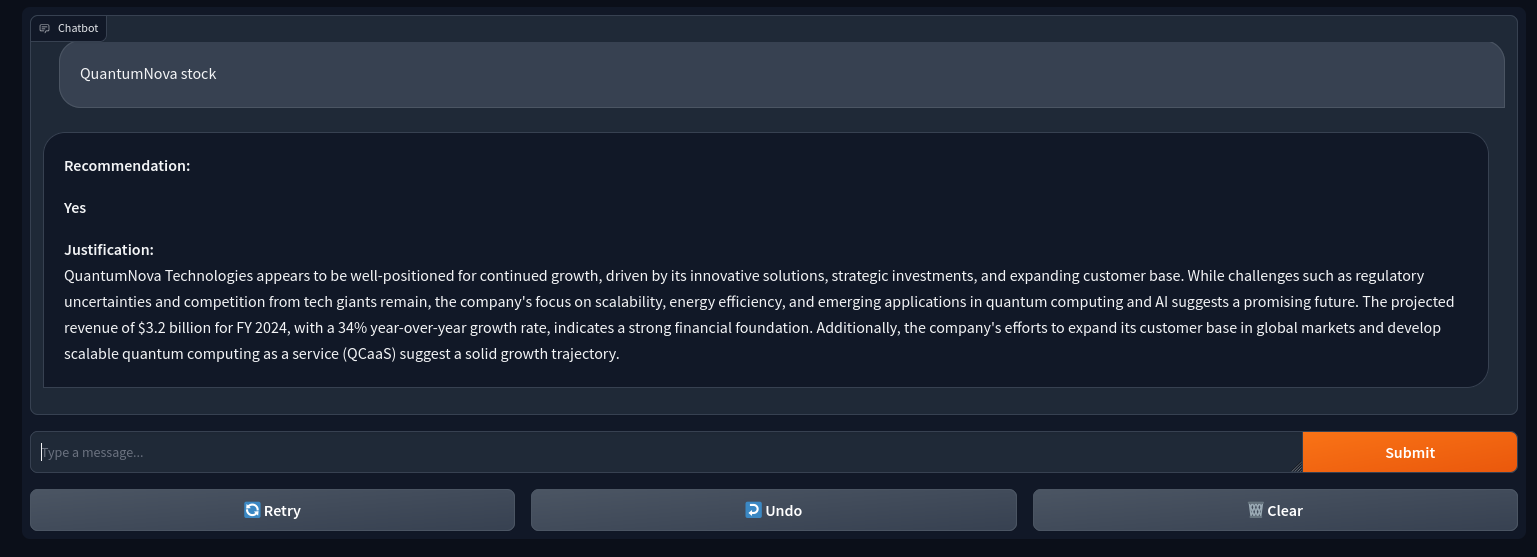 Chatbot
QuantumNova stock
Recommendation:
Yes
Justification:
QuantumNova Technologies appears to be well-positioned for continued growth, driven by its innovative solutions, strategic investments, and expanding customer base. While challenges such as regulatory
uncertainties and competition from tech giants remain, the company's focus on scalability, energy efficiency, and emerging applications in quantum computing and AI suggests a promising future. The projected
revenue of $3.2 billion for FY 2024, with a 34% year-over-year growth rate, indicates a strong financial foundation. Additionally, the company's efforts to expand its customer base in global markets and develop
scalable quantum computing as a service (QCaaS) suggest a solid growth trajectory.
Type a message...
Submit
Retry
Undo
Clear